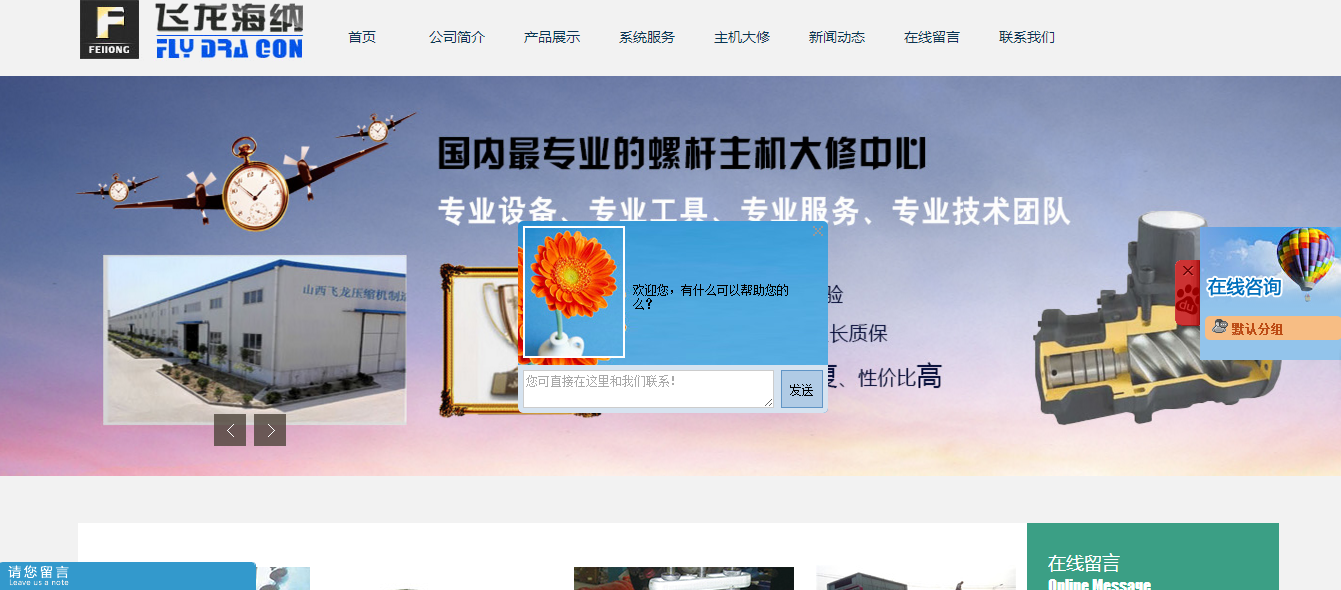 飞龙海纳
FEIlONG
FLY DRA GON
首页
公司简介
产品展示
系统服务
主机大修
新闻动态
在线留言
联系我们
国内最专业的螺杆主机大修中心
专业设备、专业工具、专业服务、专业技术团队
山西飞龙压缩机制造
欢迎您，有什么可以帮助您的
么？
验
长质保
、性价比高
您可直接在这里和我们联系！
发送
在线咨询
默认分组
请您留言
Leave us a note
在线留言
Online Message